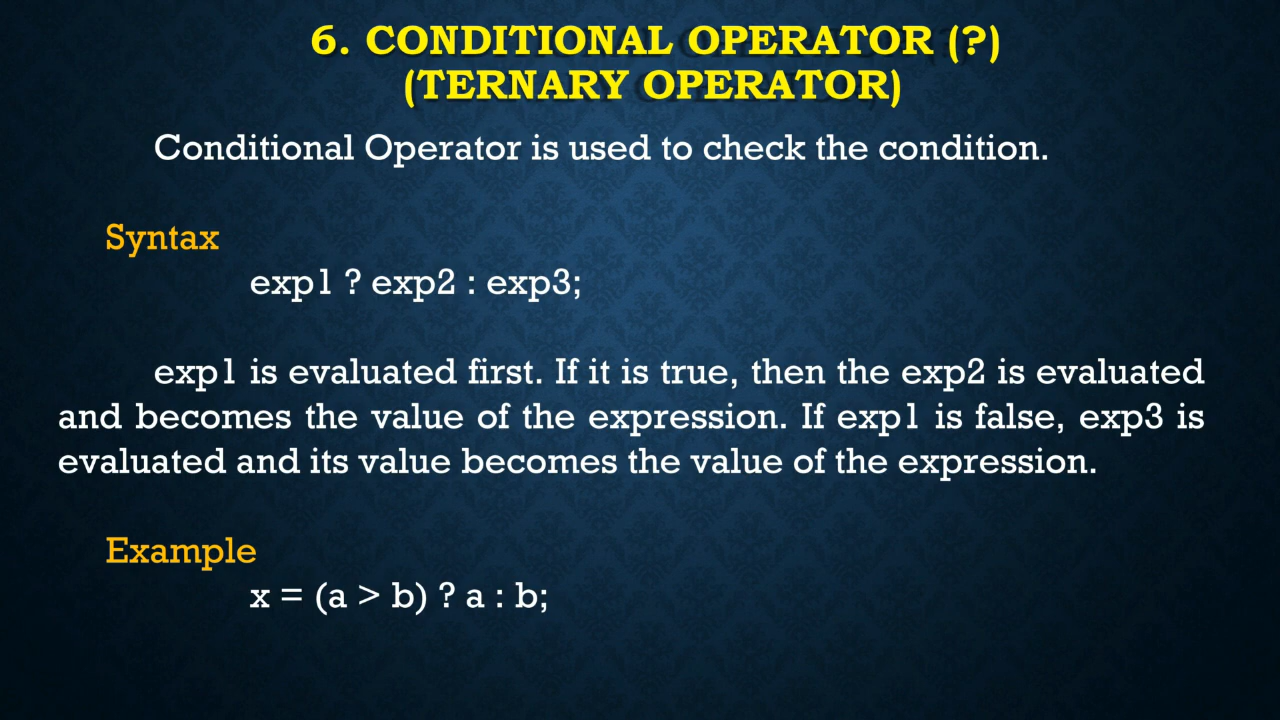 6. CONDITIONAL OPERATOR (?)
(TERNARY OPERATOR)
Conditional Operator is used to check the condition.
Syntax
exp1 ? exp2 : exp3;
exp1 is evaluated first. If it is true, then the exp2 is evaluated
and becomes the value of the expression. If exp1 is false, exp3 is
evaluated and its value becomes the value of the expression.
Example
x = (a > b) ? a : b;